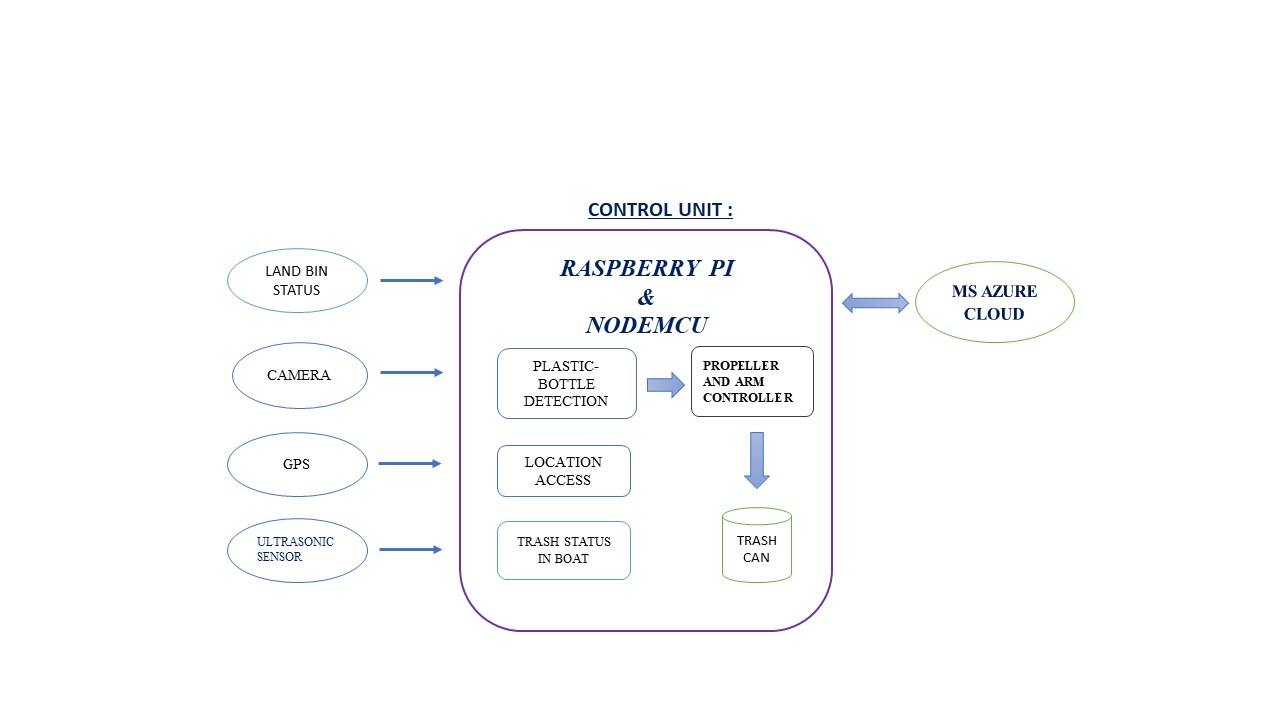 CONTROL UNIT :
LAND BIN
STATUS
CAMERA
GPS
ULTRASONIC
SENSOR
RASPBERRY PI
&
NODEMCU
PLASTIC-
BOTTLE
DETECTION
PROPELLER
AND ARM
CONTROLLER
LOCATION
ACCESS
TRASH STATUS
IN BOAT
TRASH
CAN
MS AZURE
CLOUD